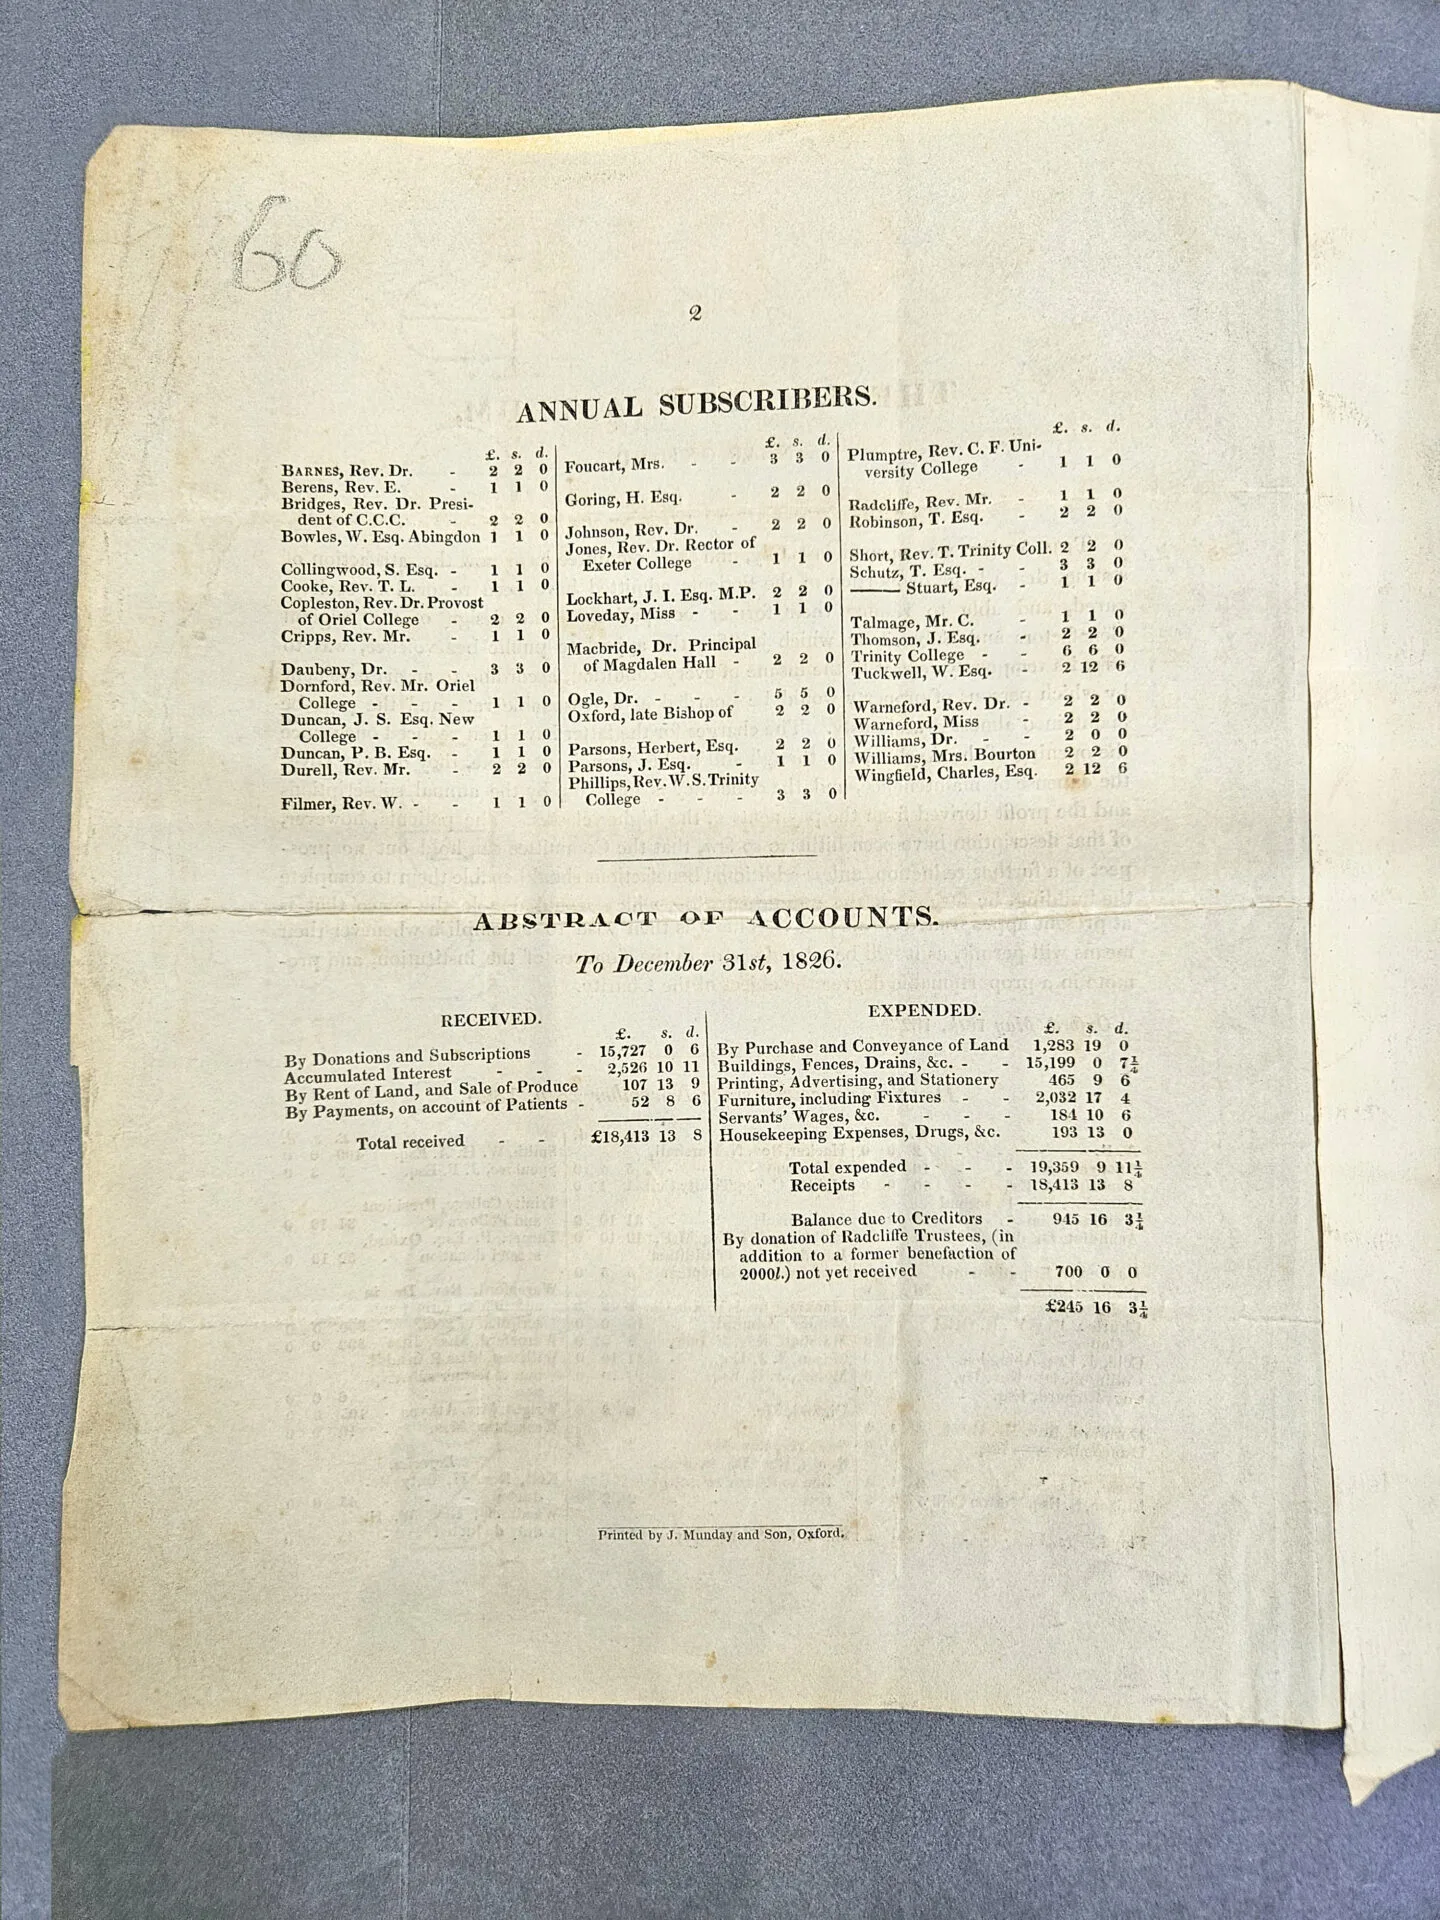 60
2
ANNUAL SUBSCRIBERS.
£. s. d.
BARNES, Rev. Dr. - 2 2 0
Berens, Rev. E. - 1 1 0
Bridges, Rev. Dr. Presi-
dent of C.C.C. - 2 2 0
Bowles, W. Esq. Abingdon 1 1 0
Collingwood, S. Esq. - 1 1 0
Cooke, Rev. T. L. - 1 1 0
Copleston, Rev. Dr. Provost
of Oriel College - 2 2 0
Cripps, Rev. Mr. - 1 1 0
Daubeny, Dr. - - 3 3 0
Dornford, Rev. Mr. Oriel
College - - - 1 1 0
Duncan, J. S. Esq. New
College - - - 1 1 0
Duncan, P. B. Esq. - 1 1 0
Durell, Rev. Mr. - 2 2 0
Filmer, Rev. W. - - 1 1 0
£. s. d.
Foucart, Mrs. - - 3 3 0
Goring, H. Esq. - 2 2 0
Johnson, Rev. Dr. - 2 2 0
Jones, Rev. Dr. Rector of
Exeter College - 1 1 0
Lockhart, J. I. Esq. M.P. 2 2 0
Loveday, Miss - - 1 1 0
Macbride, Dr. Principal
of Magdalen Hall - 2 2 0
Ogle, Dr. - - - 5 5 0
Oxford, late Bishop of 2 2 0
Parsons, Herbert, Esq. 2 2 0
Parsons, J. Esq. - 1 1 0
Phillips, Rev. W. S. Trinity
College - - - 3 3 0
£. s. d.
Plumptre, Rev. C. F. Uni-
versity College - 1 1 0
Radcliffe, Rev. Mr. - 1 1 0
Robinson, T. Esq. - 2 2 0
Short, Rev. T. Trinity Coll. 2 2 0
Schutz, T. Esq. - - 3 3 0
—— Stuart, Esq. - 1 1 0
Talmage, Mr. C. - 1 1 0
Thomson, J. Esq. - 2 2 0
Trinity College - - 6 6 0
Tuckwell, W. Esq. - 2 12 6
Warneford, Rev. Dr. - 2 2 0
Warneford, Miss - 2 2 0
Williams, Dr. - - 2 0 0
Williams, Mrs. Bourton 2 2 0
Wingfield, Charles, Esq. 2 12 6
ABSTRACT OF ACCOUNTS.
To December 31st, 1826.
RECEIVED.
£. s. d.
By Donations and Subscriptions - 15,727 0 6
Accumulated Interest - - - 2,526 10 11
By Rent of Land, and Sale of Produce 107 13 9
By Payments, on account of Patients - 52 8 6
Total received - - £18,413 13 8
EXPENDED.
£. s. d.
By Purchase and Conveyance of Land 1,283 19 0
Buildings, Fences, Drains, &c. - - 15,199 0 7¼
Printing, Advertising, and Stationery 465 9 6
Furniture, including Fixtures - - 2,032 17 4
Servants' Wages, &c. - - - 184 10 6
Housekeeping Expenses, Drugs, &c. 193 13 0
Total expended - - - 19,359 9 11¼
Receipts - - - - 18,413 13 8
Balance due to Creditors - 945 16 3¼
By donation of Radcliffe Trustees, (in
addition to a former benefaction of
2000l.) not yet received - - 700 0 0
£245 16 3¼
Printed by J. Munday and Son, Oxford.